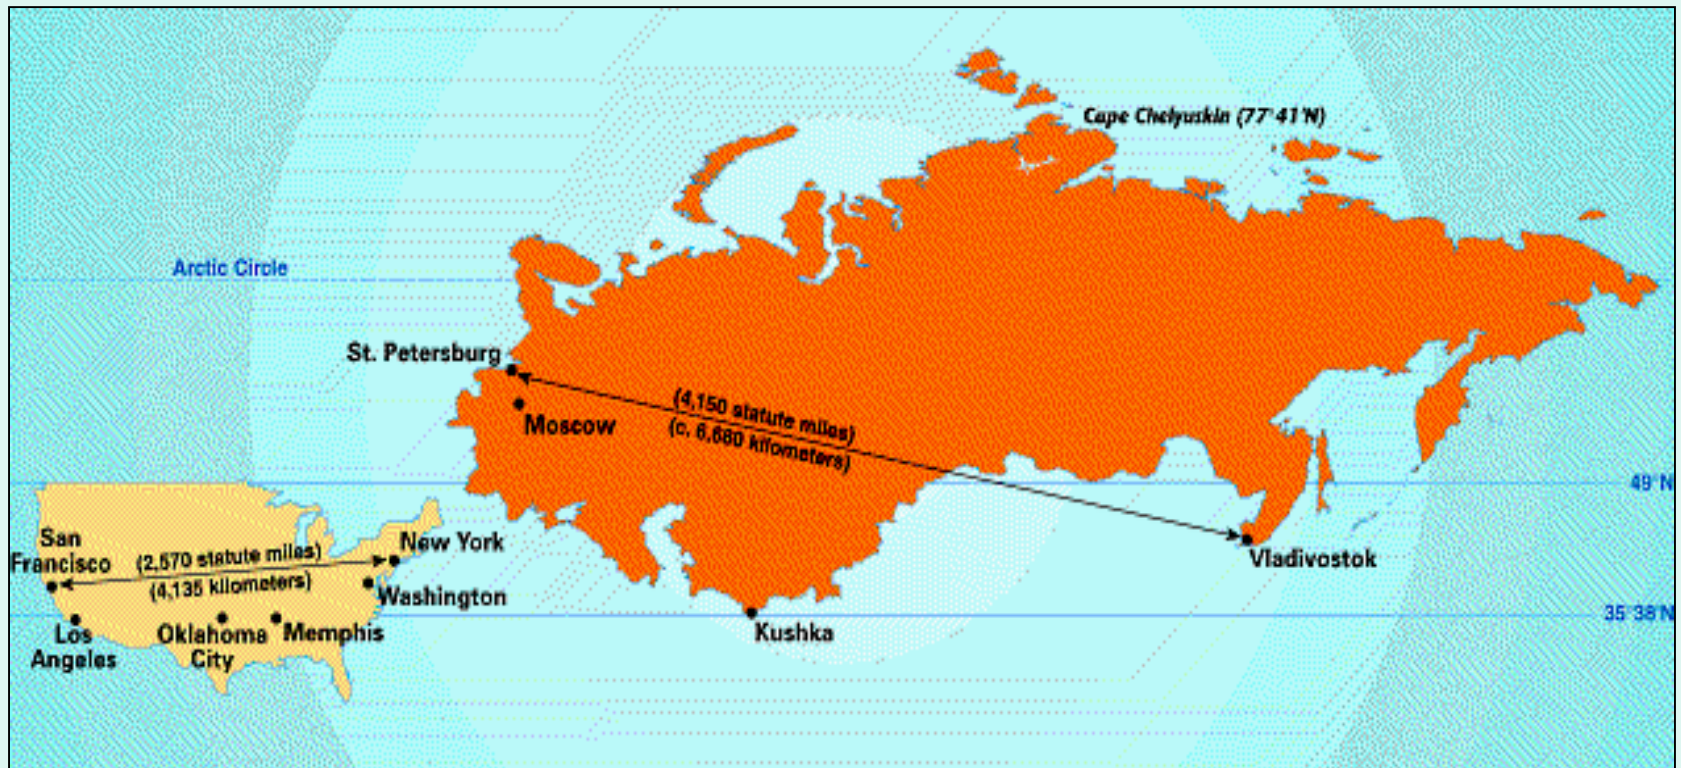 Cape Chelyuskin (77°41'N)
Arctic Circle
St. Petersburg
(4,150 statute miles)
(c. 6,680 kilometers)
Moscow
49°N
San
Francisco
(2,570 statute miles)
(4,135 kilometers)
New York
Vladivostok
Washington
35°38'N
Los
Angeles
Oklahoma
City
Memphis
Kushka